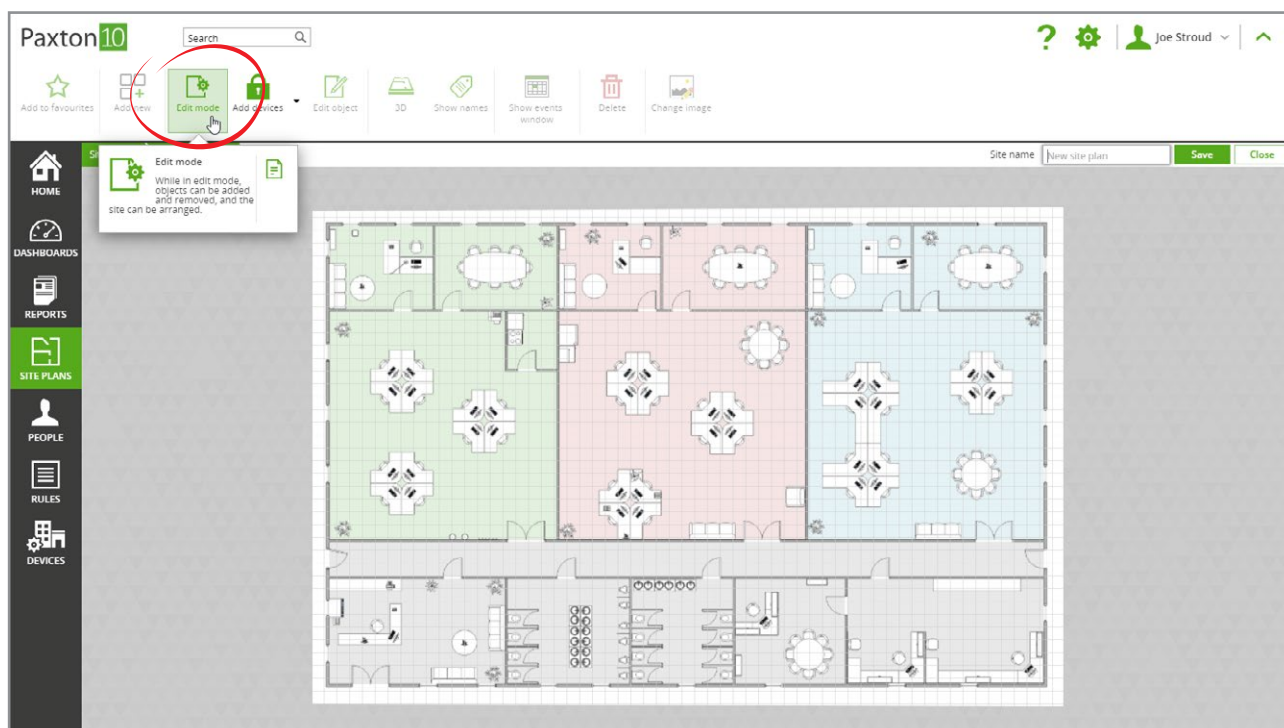 Paxton10
Search
Joe Stroud
Add to favourites
Add new
Edit mode
Add devices
Edit object
3D
Show names
Show events
window
Delete
Change image
Site name
New site plan
Save
Close
Edit mode
While in edit mode,
objects can be added
and removed, and the
site can be arranged.
HOME
DASHBOARDS
REPORTS
SITE PLANS
PEOPLE
RULES
DEVICES